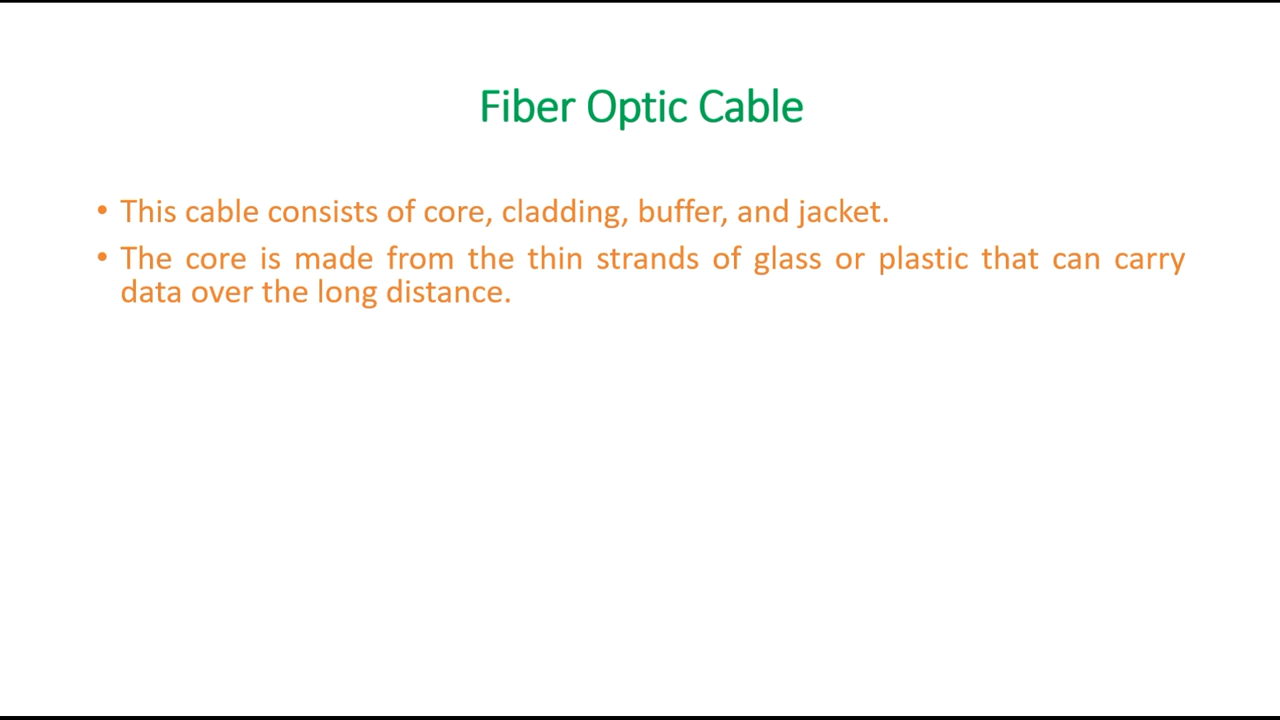 Fiber Optic Cable
• This cable consists of core, cladding, buffer, and jacket.
• The core is made from the thin strands of glass or plastic that can carry
data over the long distance.